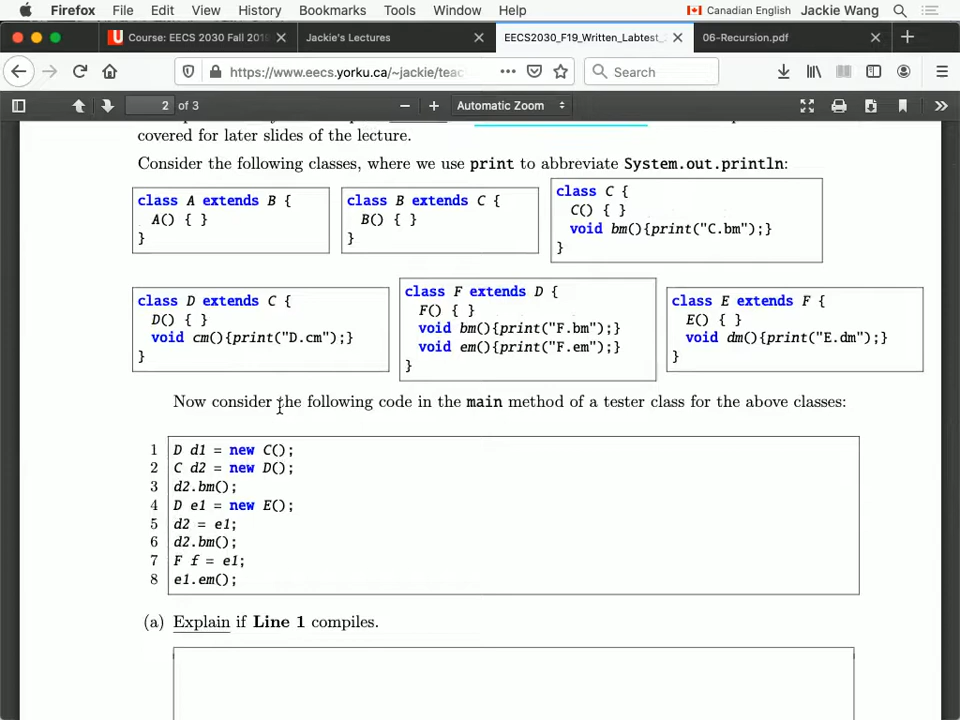 Firefox File Edit View History Bookmarks Tools Window Help Canadian English Jackie Wang
Course: EECS 2030 Fall 201 Jackie's Lectures EECS2030_F19_Written_Labtest_ 06-Recursion.pdf
https://www.eecs.yorku.ca/~jackie/teac Search
2 of 3 Automatic Zoom
covered for later slides of the lecture.
Consider the following classes, where we use print to abbreviate System.out.println:
class A extends B {
A() { }
}
class B extends C {
B() { }
}
class C {
C() { }
void bm(){print("C.bm");}
}
class D extends C {
D() { }
void cm(){print("D.cm");}
}
class F extends D {
F() { }
void bm(){print("F.bm");}
void em(){print("F.em");}
}
class E extends F {
E() { }
void dm(){print("E.dm");}
}
Now consider the following code in the main method of a tester class for the above classes:
1 D d1 = new C();
2 C d2 = new D();
3 d2.bm();
4 D e1 = new E();
5 d2 = e1;
6 d2.bm();
7 F f = e1;
8 e1.em();
(a) Explain if Line 1 compiles.